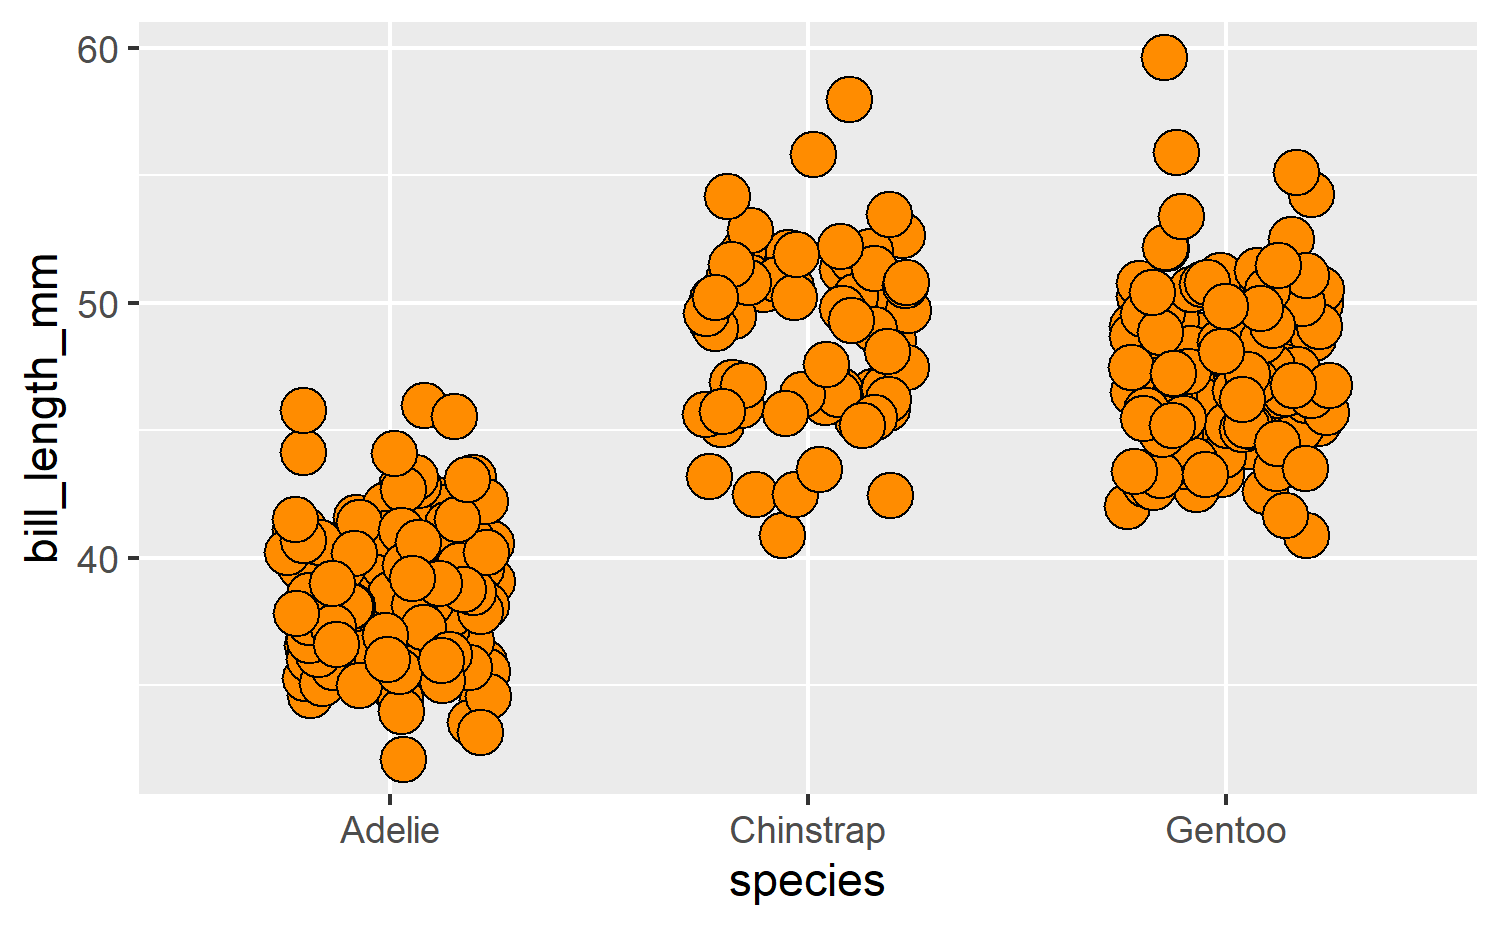 60
50
40
bill_length_mm
Adelie
Chinstrap
Gentoo
species